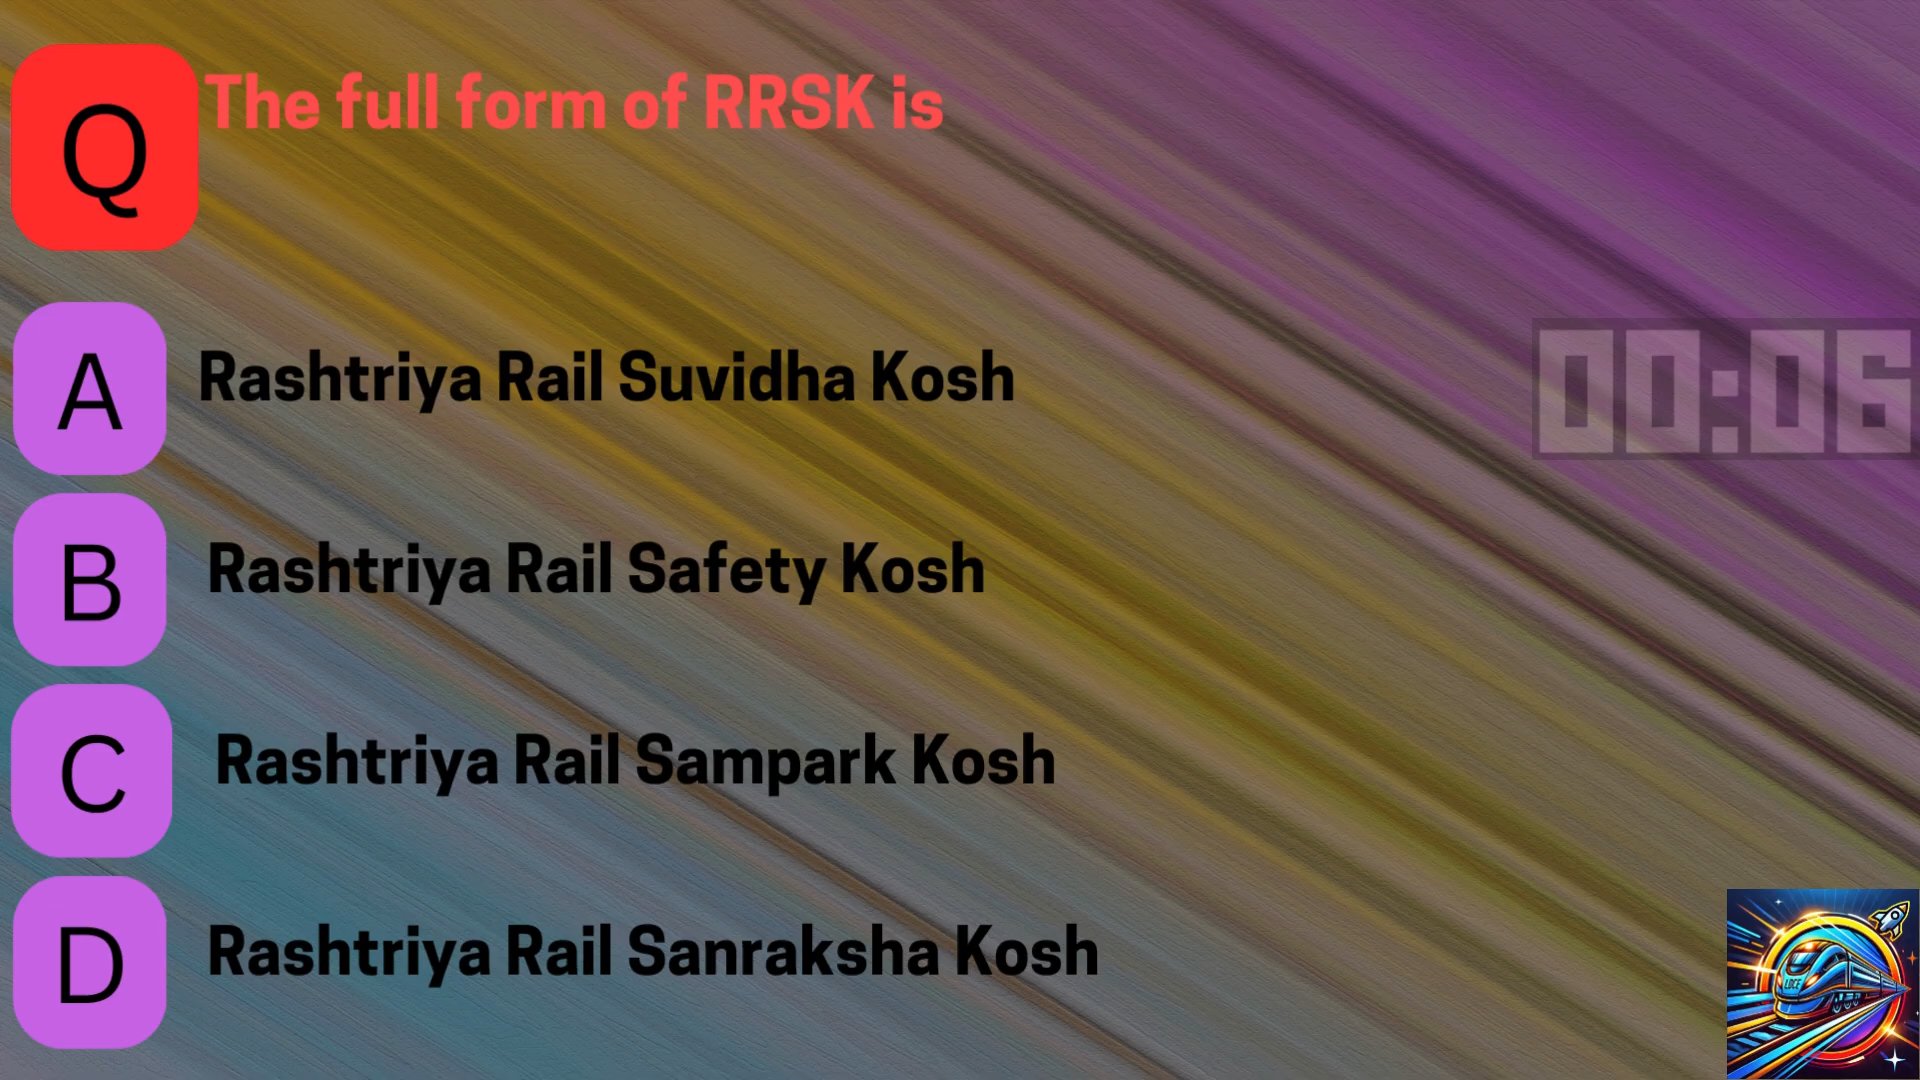 Q
The full form of RRSK is
A
Rashtriya Rail Suvidha Kosh
00:06
B
Rashtriya Rail Safety Kosh
C
Rashtriya Rail Sampark Kosh
D
Rashtriya Rail Sanraksha Kosh
LDCE